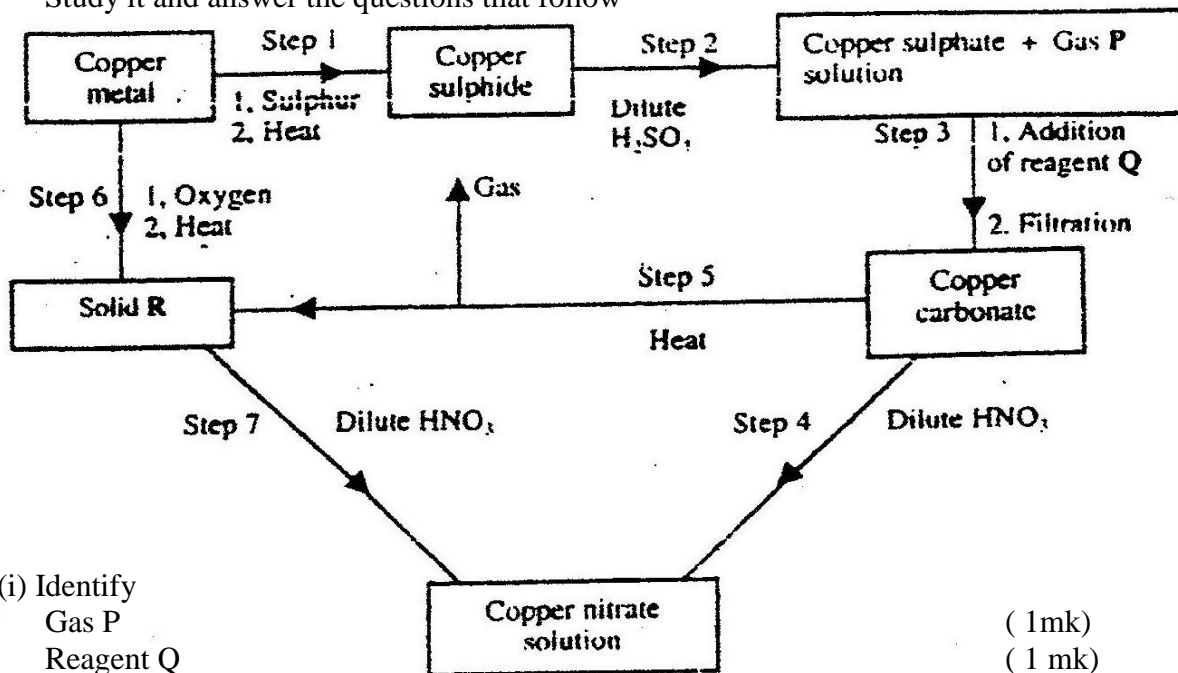 Study it and answer the questions that follow
Step 1
Step 2
Copper metal
1. Sulphur
2, Heat
Copper sulphide
Dilute
H₂SO₄
Copper sulphate + Gas P
solution
Step 3
1. Addition
of reagent Q
2. Filtration
Step 6
1, Oxygen
2, Heat
Gas
Solid R
Step 5
Heat
Copper
carbonate
Step 7
Dilute HNO₃
Step 4
Dilute HNO₃
(i) Identify
Gas P ( 1mk)
Reagent Q ( 1 mk)
Copper nitrate
solution